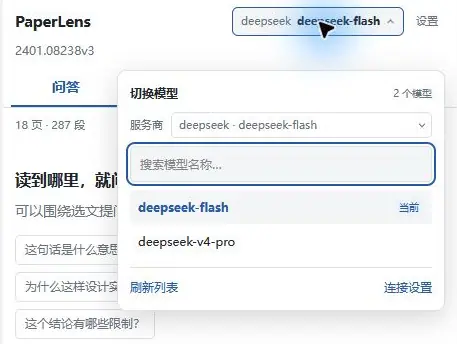 PaperLens
deepseek deepseek-flash
设置
2401.08238v3
问答
切换模型
2 个模型
服务商
deepseek · deepseek-flash
18 页 · 287 段
搜索模型名称...
读到哪里，就
可以围绕选文提
deepseek-flash
当前
这句话是什么意思
deepseek-v4-pro
为什么这样设计实
刷新列表
连接设置
这个结论有哪些限制？